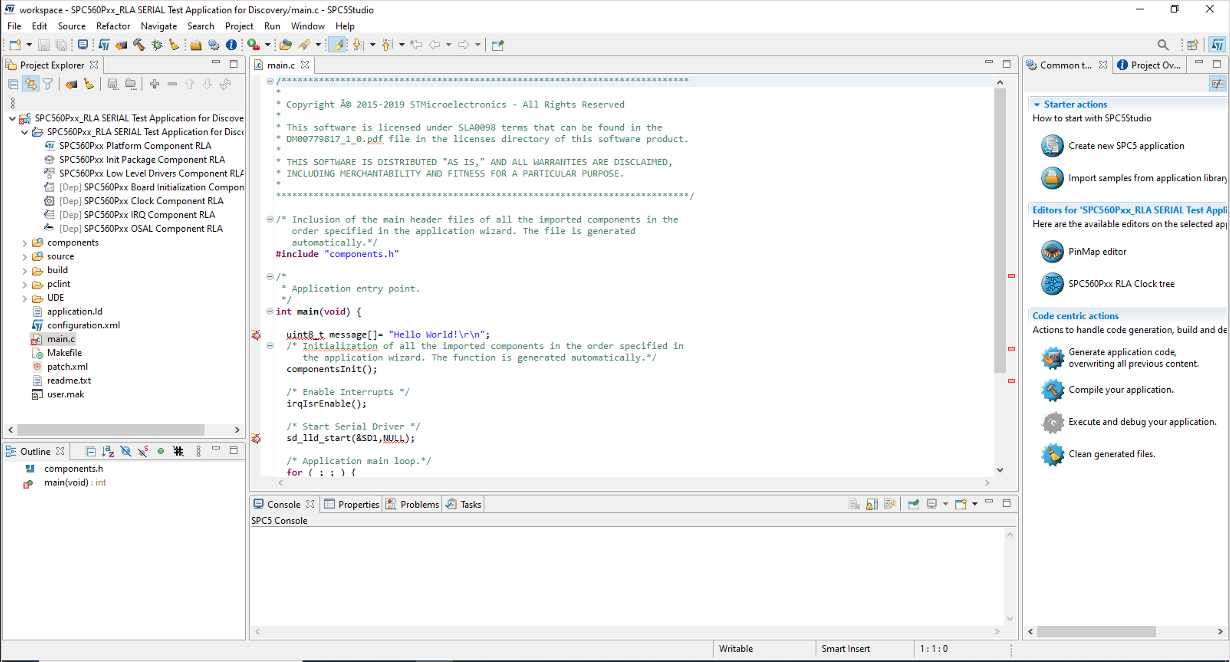 workspace - SPC560Pxx_RLA SERIAL Test Application for Discovery/main.c - SPC5Studio
File Edit Source Refactor Navigate Search Project Run Window Help
Project Explorer
SPC560Pxx_RLA SERIAL Test Application for Discove
SPC560Pxx_RLA SERIAL Test Application for Disc
SPC560Pxx Platform Component RLA
SPC560Pxx Init Package Component RLA
SPC560Pxx Low Level Drivers Component RLA
[Dep] SPC560Pxx Board Initialization Compon
[Dep] SPC560Pxx Clock Component RLA
[Dep] SPC560Pxx IRQ Component RLA
[Dep] SPC560Pxx OSAL Component RLA
components
source
build
pclint
UDE
application.ld
configuration.xml
main.c
Makefile
patch.xml
readme.txt
user.mak
Outline
components.h
main(void) : int
main.c
/****************************************************************************
*
* Copyright Â© 2015-2019 STMicroelectronics - All Rights Reserved
*
* This software is licensed under SLA0098 terms that can be found in the
* DM00779817_1_0.pdf file in the licenses directory of this software product.
*
* THIS SOFTWARE IS DISTRIBUTED "AS IS," AND ALL WARRANTIES ARE DISCLAIMED,
* INCLUDING MERCHANTABILITY AND FITNESS FOR A PARTICULAR PURPOSE.
*
*****************************************************************************/
/* Inclusion of the main header files of all the imported components in the
order specified in the application wizard. The file is generated
automatically.*/
#include "components.h"
/*
* Application entry point.
*/
int main(void) {
uint8_t message[]= "Hello World!\r\n";
/* Initialization of all the imported components in the order specified in
the application wizard. The function is generated automatically.*/
componentsInit();
/* Enable Interrupts */
irqIsrEnable();
/* Start Serial Driver */
sd_lld_start(&SD1,NULL);
/* Application main loop.*/
for ( ; ; ) {
Console Properties Problems Tasks
SPC5 Console
Common t... Project Ov...
Starter actions
How to start with SPC5Studio
Create new SPC5 application
Import samples from application library
Editors for 'SPC560Pxx_RLA SERIAL Test Appli
Here are the available editors on the selected app
PinMap editor
SPC560Pxx RLA Clock tree
Code centric actions
Actions to handle code generation, build and de
Generate application code,
overwriting all previous content.
Compile your application.
Execute and debug your application.
Clean generated files.
Writable Smart Insert 1 : 1 : 0